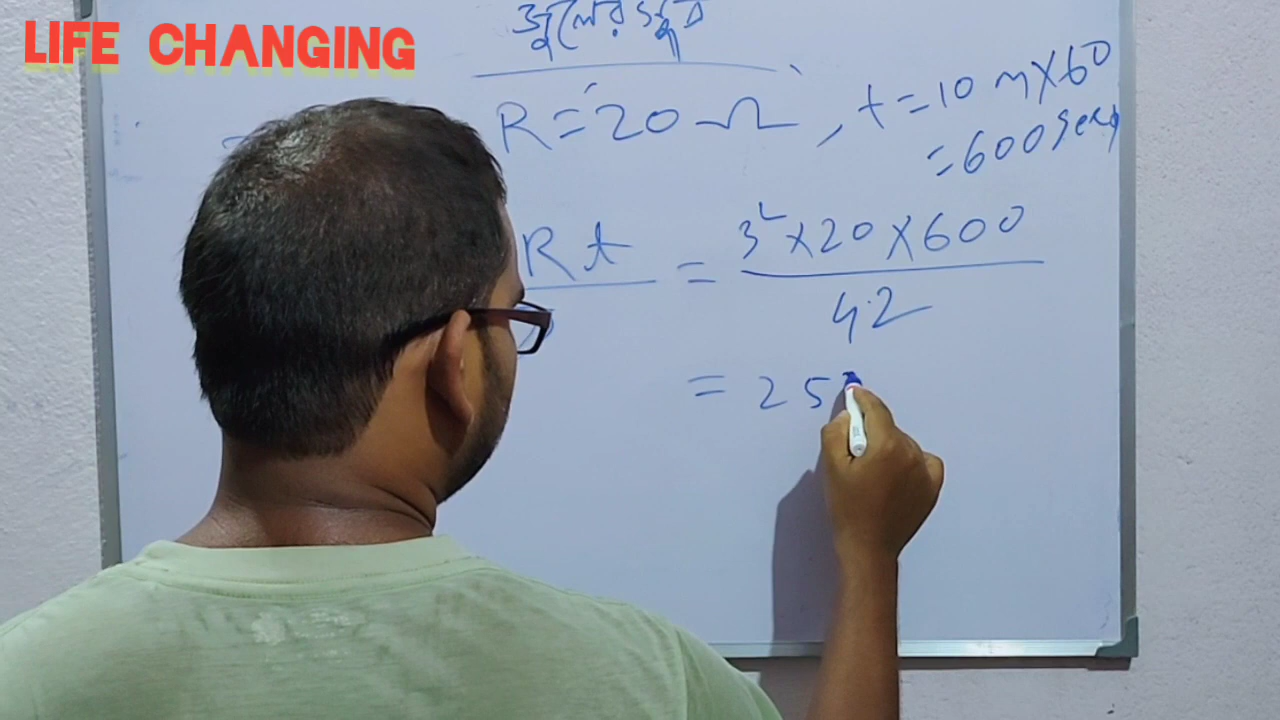 LIFE CHANGING
জুলের সূত্র
R = 20 Ω, t = 10 m X 60
= 600 sec,
Rt = 3² X 20 X 600
4.2
= 25